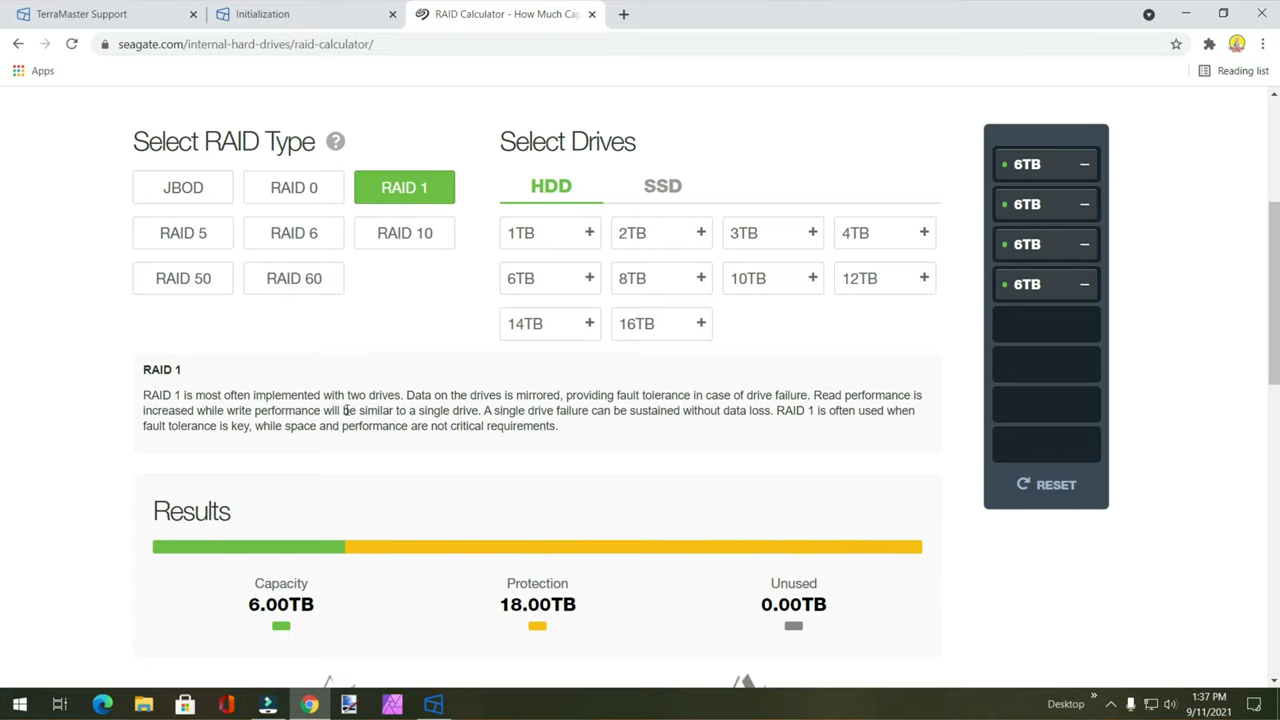 TerraMaster Support
Initialization
RAID Calculator - How Much Cap
seagate.com/internal-hard-drives/raid-calculator/
Apps
Reading list
Select RAID Type ?
JBOD
RAID 0
RAID 1
RAID 5
RAID 6
RAID 10
RAID 50
RAID 60
Select Drives
HDD
SSD
1TB +
2TB +
3TB +
4TB +
6TB +
8TB +
10TB +
12TB +
14TB +
16TB +
6TB −
6TB −
6TB −
6TB −
RESET
RAID 1
RAID 1 is most often implemented with two drives. Data on the drives is mirrored, providing fault tolerance in case of drive failure. Read performance is
increased while write performance will be similar to a single drive. A single drive failure can be sustained without data loss. RAID 1 is often used when
fault tolerance is key, while space and performance are not critical requirements.
Results
Capacity
6.00TB
Protection
18.00TB
Unused
0.00TB
Desktop
1:37 PM
9/11/2021